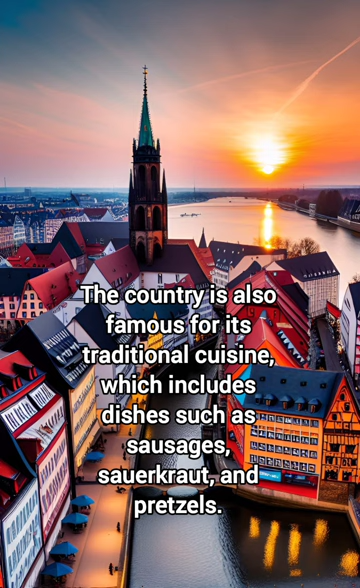 The country is also
famous for its
traditional cuisine,
which includes
dishes such as
sausages,
sauerkraut, and
pretzels.